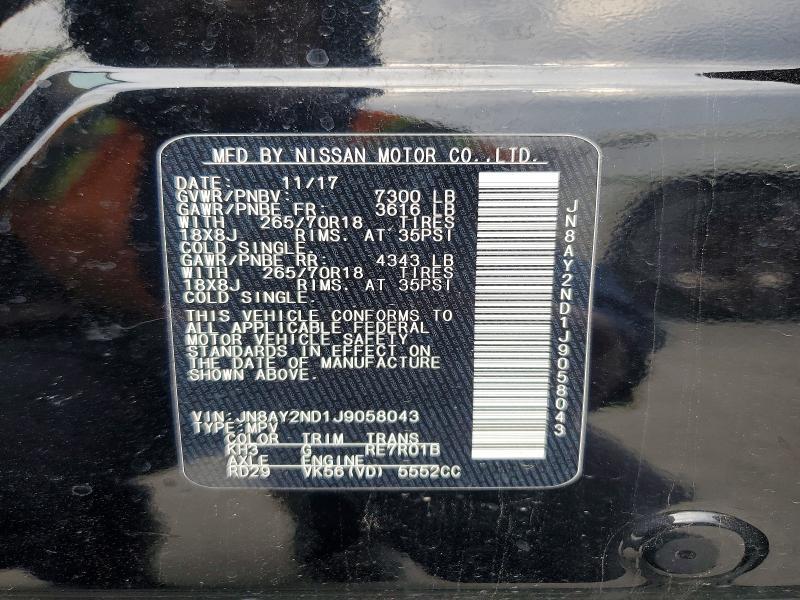 MFD BY NISSAN MOTOR CO.,LTD.
DATE: 11/17
GVWR/PNBV: 7300 LB
GAWR/PNBE FR: 3616 LB
WITH 265/70R18 TIRES
18X8J RIMS. AT 35PSI
COLD SINGLE
GAWR/PNBE RR: 4343 LB
WITH 265/70R18 TIRES
18X8J RIMS. AT 35PSI
COLD SINGLE.
THIS VEHICLE CONFORMS TO
ALL APPLICABLE FEDERAL
MOTOR VEHICLE SAFETY
STANDARDS IN EFFECT ON
THE DATE OF MANUFACTURE
SHOWN ABOVE.
VIN:JN8AY2ND1J9058043
TYPE:MPV
COLOR TRIM TRANS
KH3 G RE7R01B
AXLE ENGINE
RD29 VK56(VD) 5552CC
JN8AY2ND1J9058043